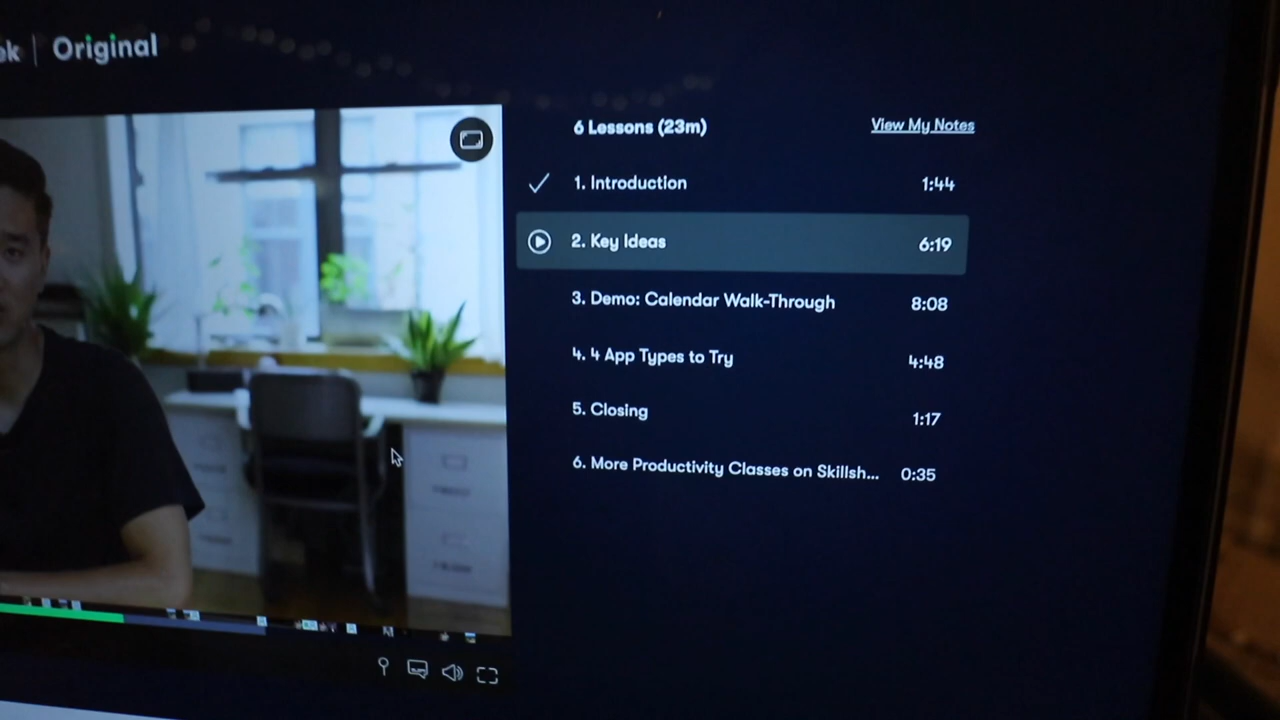 ek | Original
6 Lessons (23m)
View My Notes
1. Introduction 1:44
2. Key Ideas 6:19
3. Demo: Calendar Walk-Through 8:08
4. 4 App Types to Try 4:48
5. Closing 1:17
6. More Productivity Classes on Skillsh... 0:35